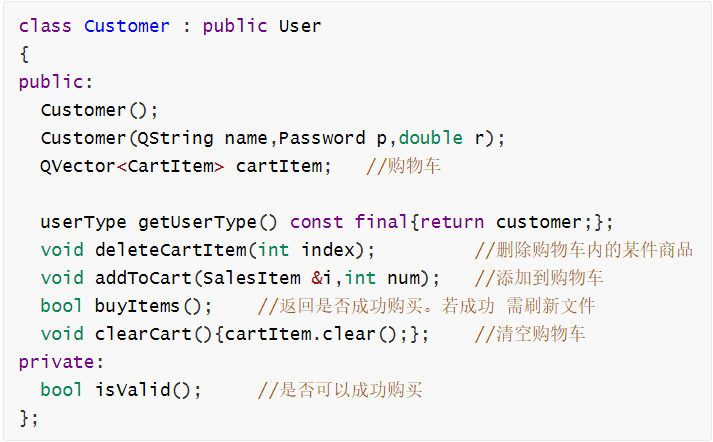 class Customer : public User
{
public:
  Customer();
  Customer(QString name,Password p,double r);
  QVector<CartItem> cartItem;   //购物车

  userType getUserType() const final{return customer;};
  void deleteCartItem(int index);         //删除购物车内的某件商品
  void addToCart(SalesItem &i,int num);   //添加到购物车
  bool buyItems();    //返回是否成功购买。若成功 需刷新文件
  void clearCart(){cartItem.clear();};    //清空购物车
private:
  bool isValid();     //是否可以成功购买
};